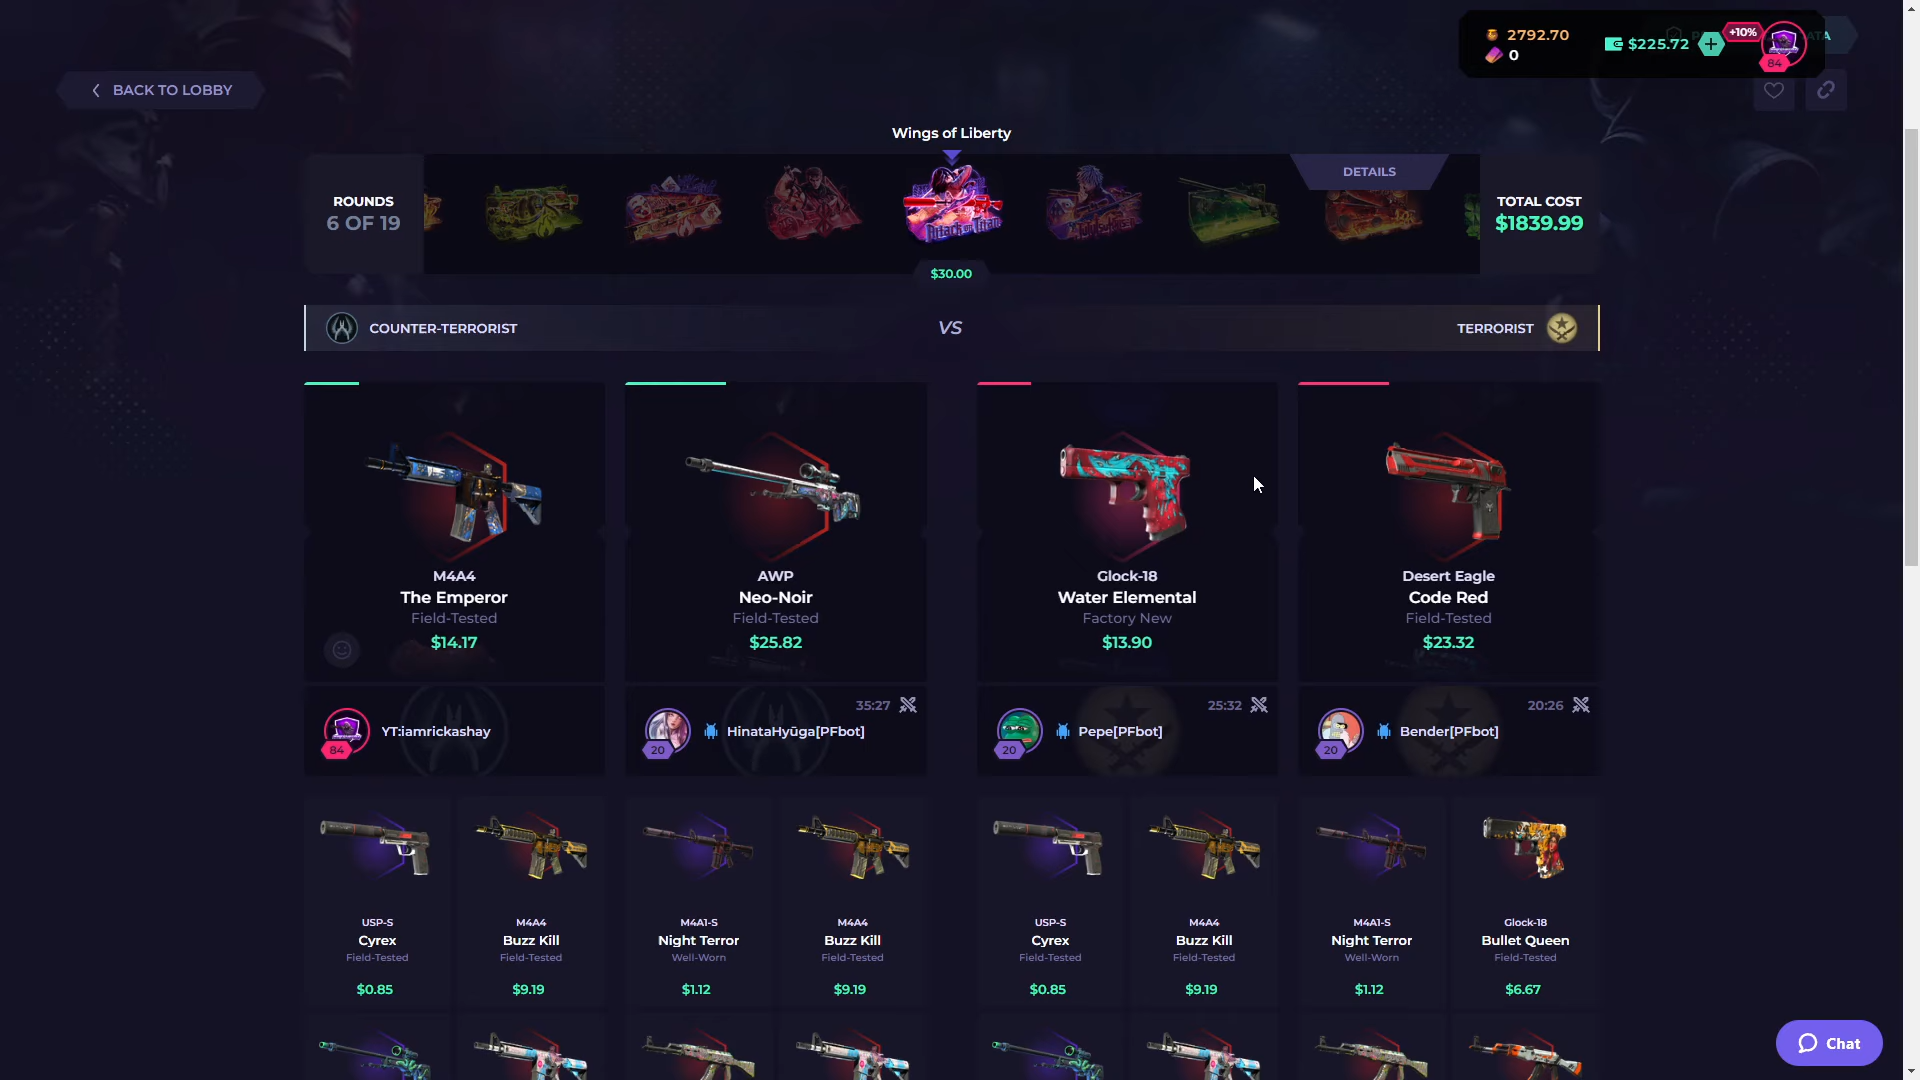 2792.70
0
$225.72
+10%
84
BACK TO LOBBY
Wings of Liberty
DETAILS
ROUNDS
6 OF 19
Attack on Titan
TOTAL COST
$1839.99
$30.00
COUNTER-TERRORIST
VS
TERRORIST
M4A4
The Emperor
Field-Tested
$14.17
AWP
Neo-Noir
Field-Tested
$25.82
Glock-18
Water Elemental
Factory New
$13.90
Desert Eagle
Code Red
Field-Tested
$23.32
84
YT:iamrickashay
35:27
20
HinataHyūga[PFbot]
25:32
20
Pepe[PFbot]
20:26
20
Bender[PFbot]
USP-S
Cyrex
Field-Tested
$0.85
M4A4
Buzz Kill
Field-Tested
$9.19
M4A1-S
Night Terror
Well-Worn
$1.12
M4A4
Buzz Kill
Field-Tested
$9.19
USP-S
Cyrex
Field-Tested
$0.85
M4A4
Buzz Kill
Field-Tested
$9.19
M4A1-S
Night Terror
Well-Worn
$1.12
Glock-18
Bullet Queen
Field-Tested
$6.67
Chat